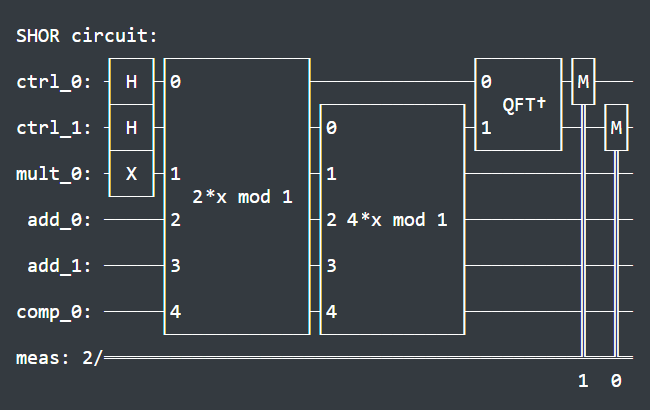 SHOR circuit:
ctrl_0: H 0 0 M
QFT†
ctrl_1: H 0 1 M
mult_0: X 1 1
2*x mod 1
add_0: 2 2 4*x mod 1
add_1: 3 3
comp_0: 4 4
meas: 2/
1 0